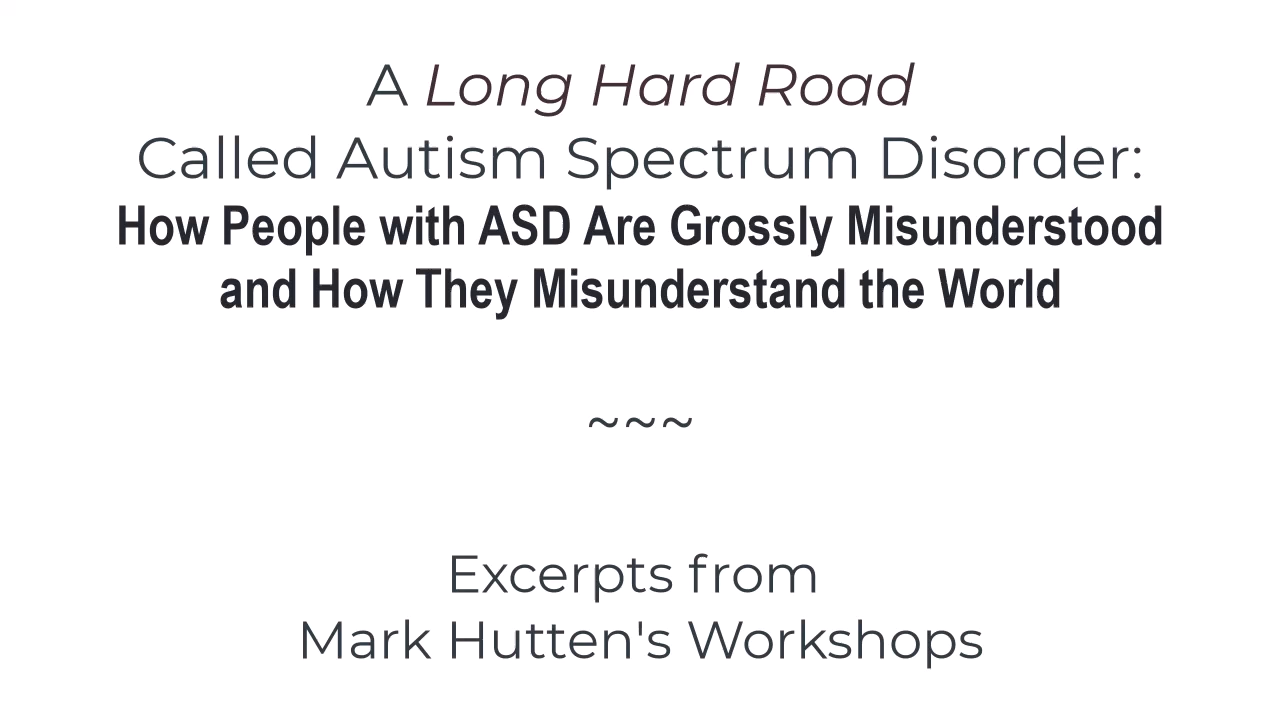 A Long Hard Road
Called Autism Spectrum Disorder:
How People with ASD Are Grossly Misunderstood
and How They Misunderstand the World
~~~
Excerpts from
Mark Hutten's Workshops